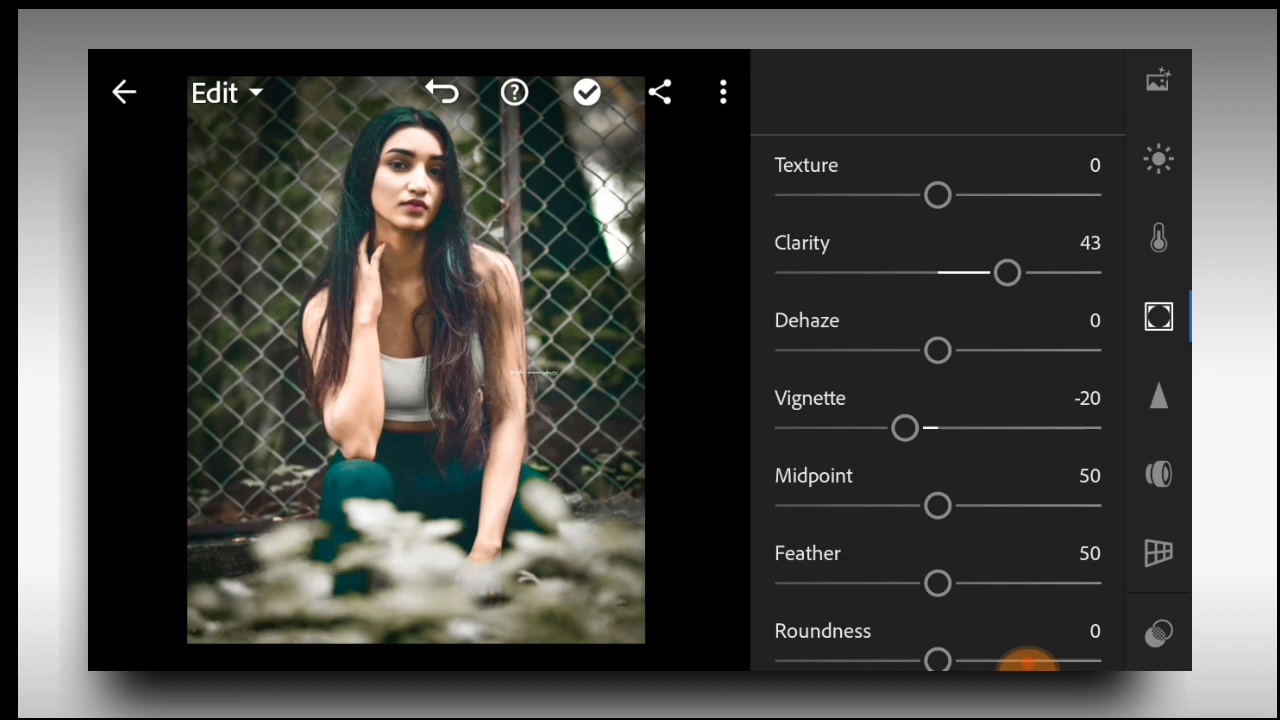 Edit
Texture 0
Clarity 43
Dehaze 0
Vignette -20
Midpoint 50
Feather 50
Roundness 0